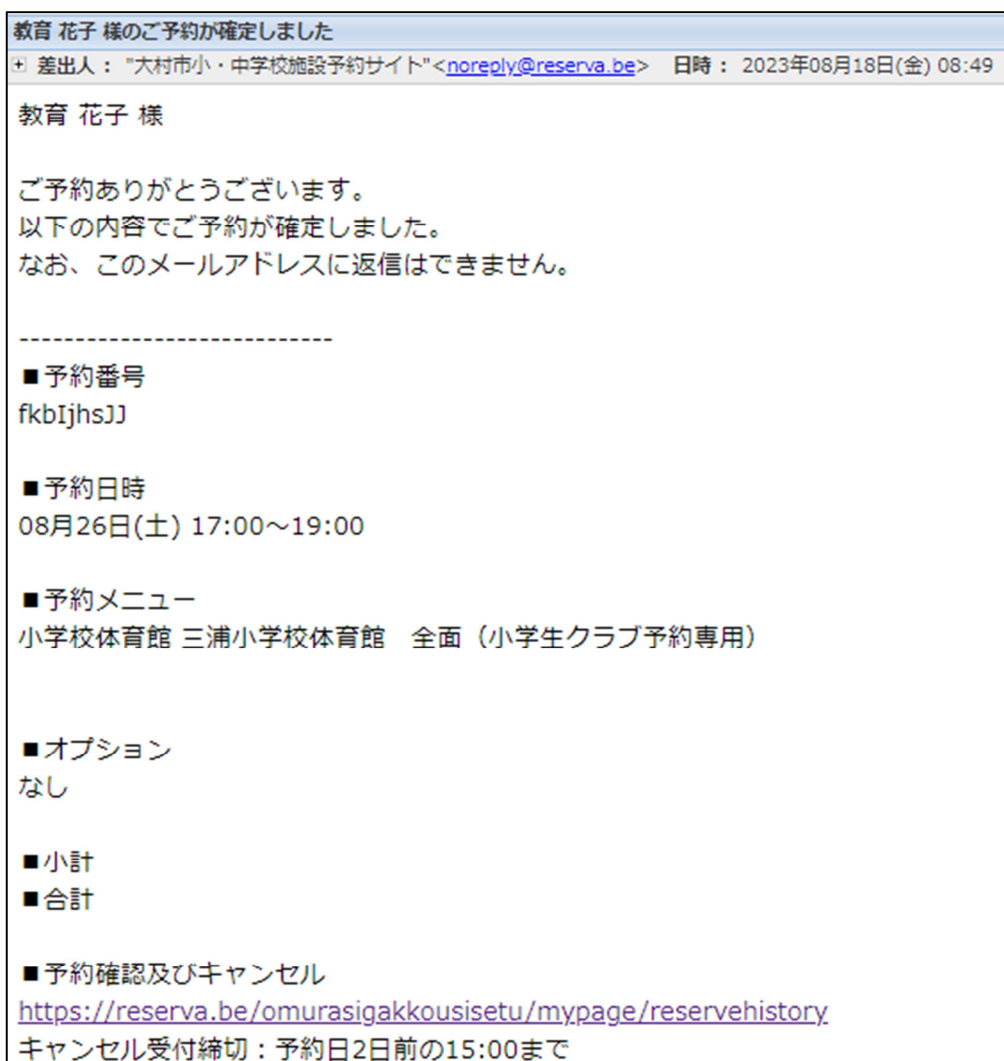 教育 花子 様のご予約が確定しました
差出人： "大村市小・中学校施設予約サイト"<noreply@reserva.be> 日時： 2023年08月18日(金) 08:49
教育 花子 様
ご予約ありがとうございます。
以下の内容でご予約が確定しました。
なお、このメールアドレスに返信はできません。
----------------------------
■予約番号
fkbIjhsJJ
■予約日時
08月26日(土) 17:00～19:00
■予約メニュー
小学校体育館 三浦小学校体育館　全面（小学生クラブ予約専用）
■オプション
なし
■小計
■合計
■予約確認及びキャンセル
https://reserva.be/omurasigakkousisetu/mypage/reservehistory
キャンセル受付締切：予約日2日前の15:00まで